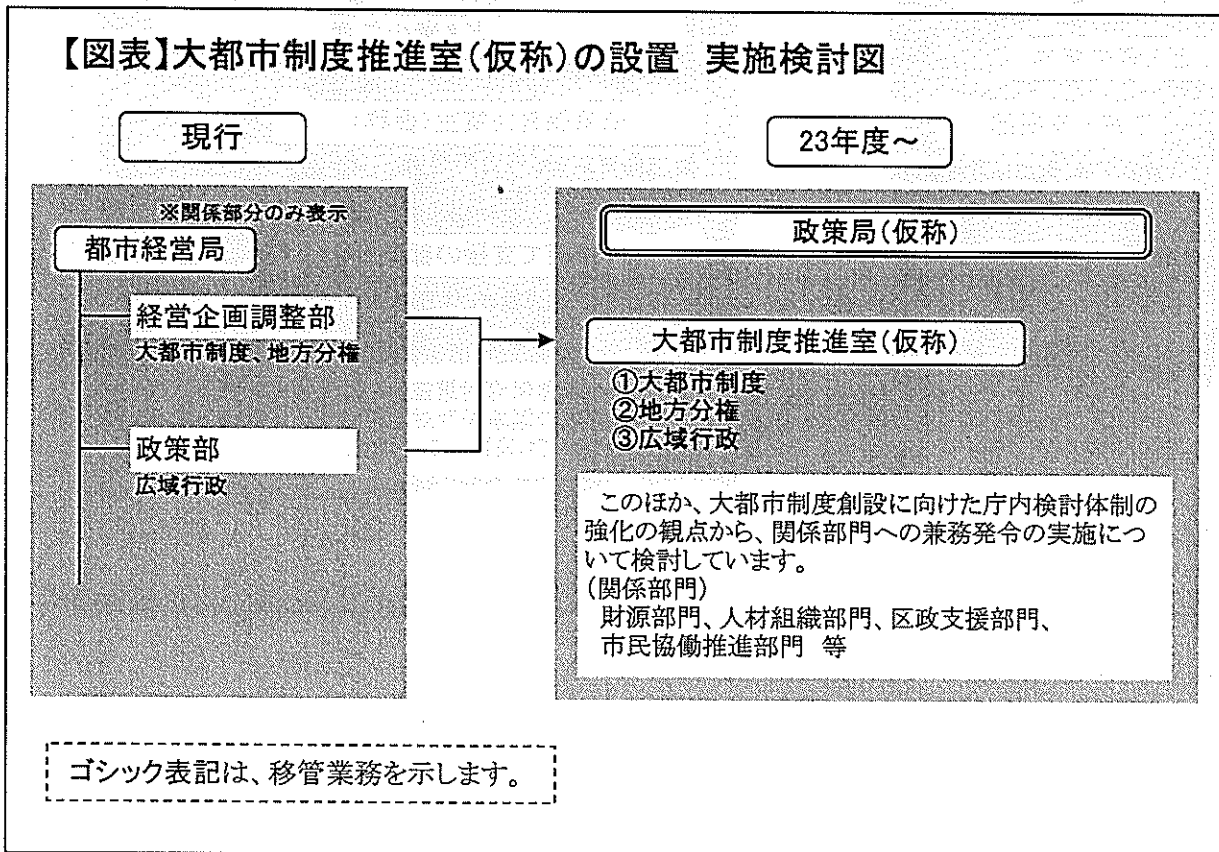 【図表】大都市制度推進室(仮称)の設置 実施検討図
現行
※関係部分のみ表示
都市経営局
経営企画調整部
大都市制度、地方分権
政策部
広域行政
23年度～
政策局(仮称)
大都市制度推進室(仮称)
①大都市制度
②地方分権
③広域行政
このほか、大都市制度創設に向けた庁内検討体制の
強化の観点から、関係部門への兼務発令の実施につ
いて検討しています。
(関係部門)
財源部門、人材組織部門、区政支援部門、
市民協働推進部門 等
ゴシック表記は、移管業務を示します。